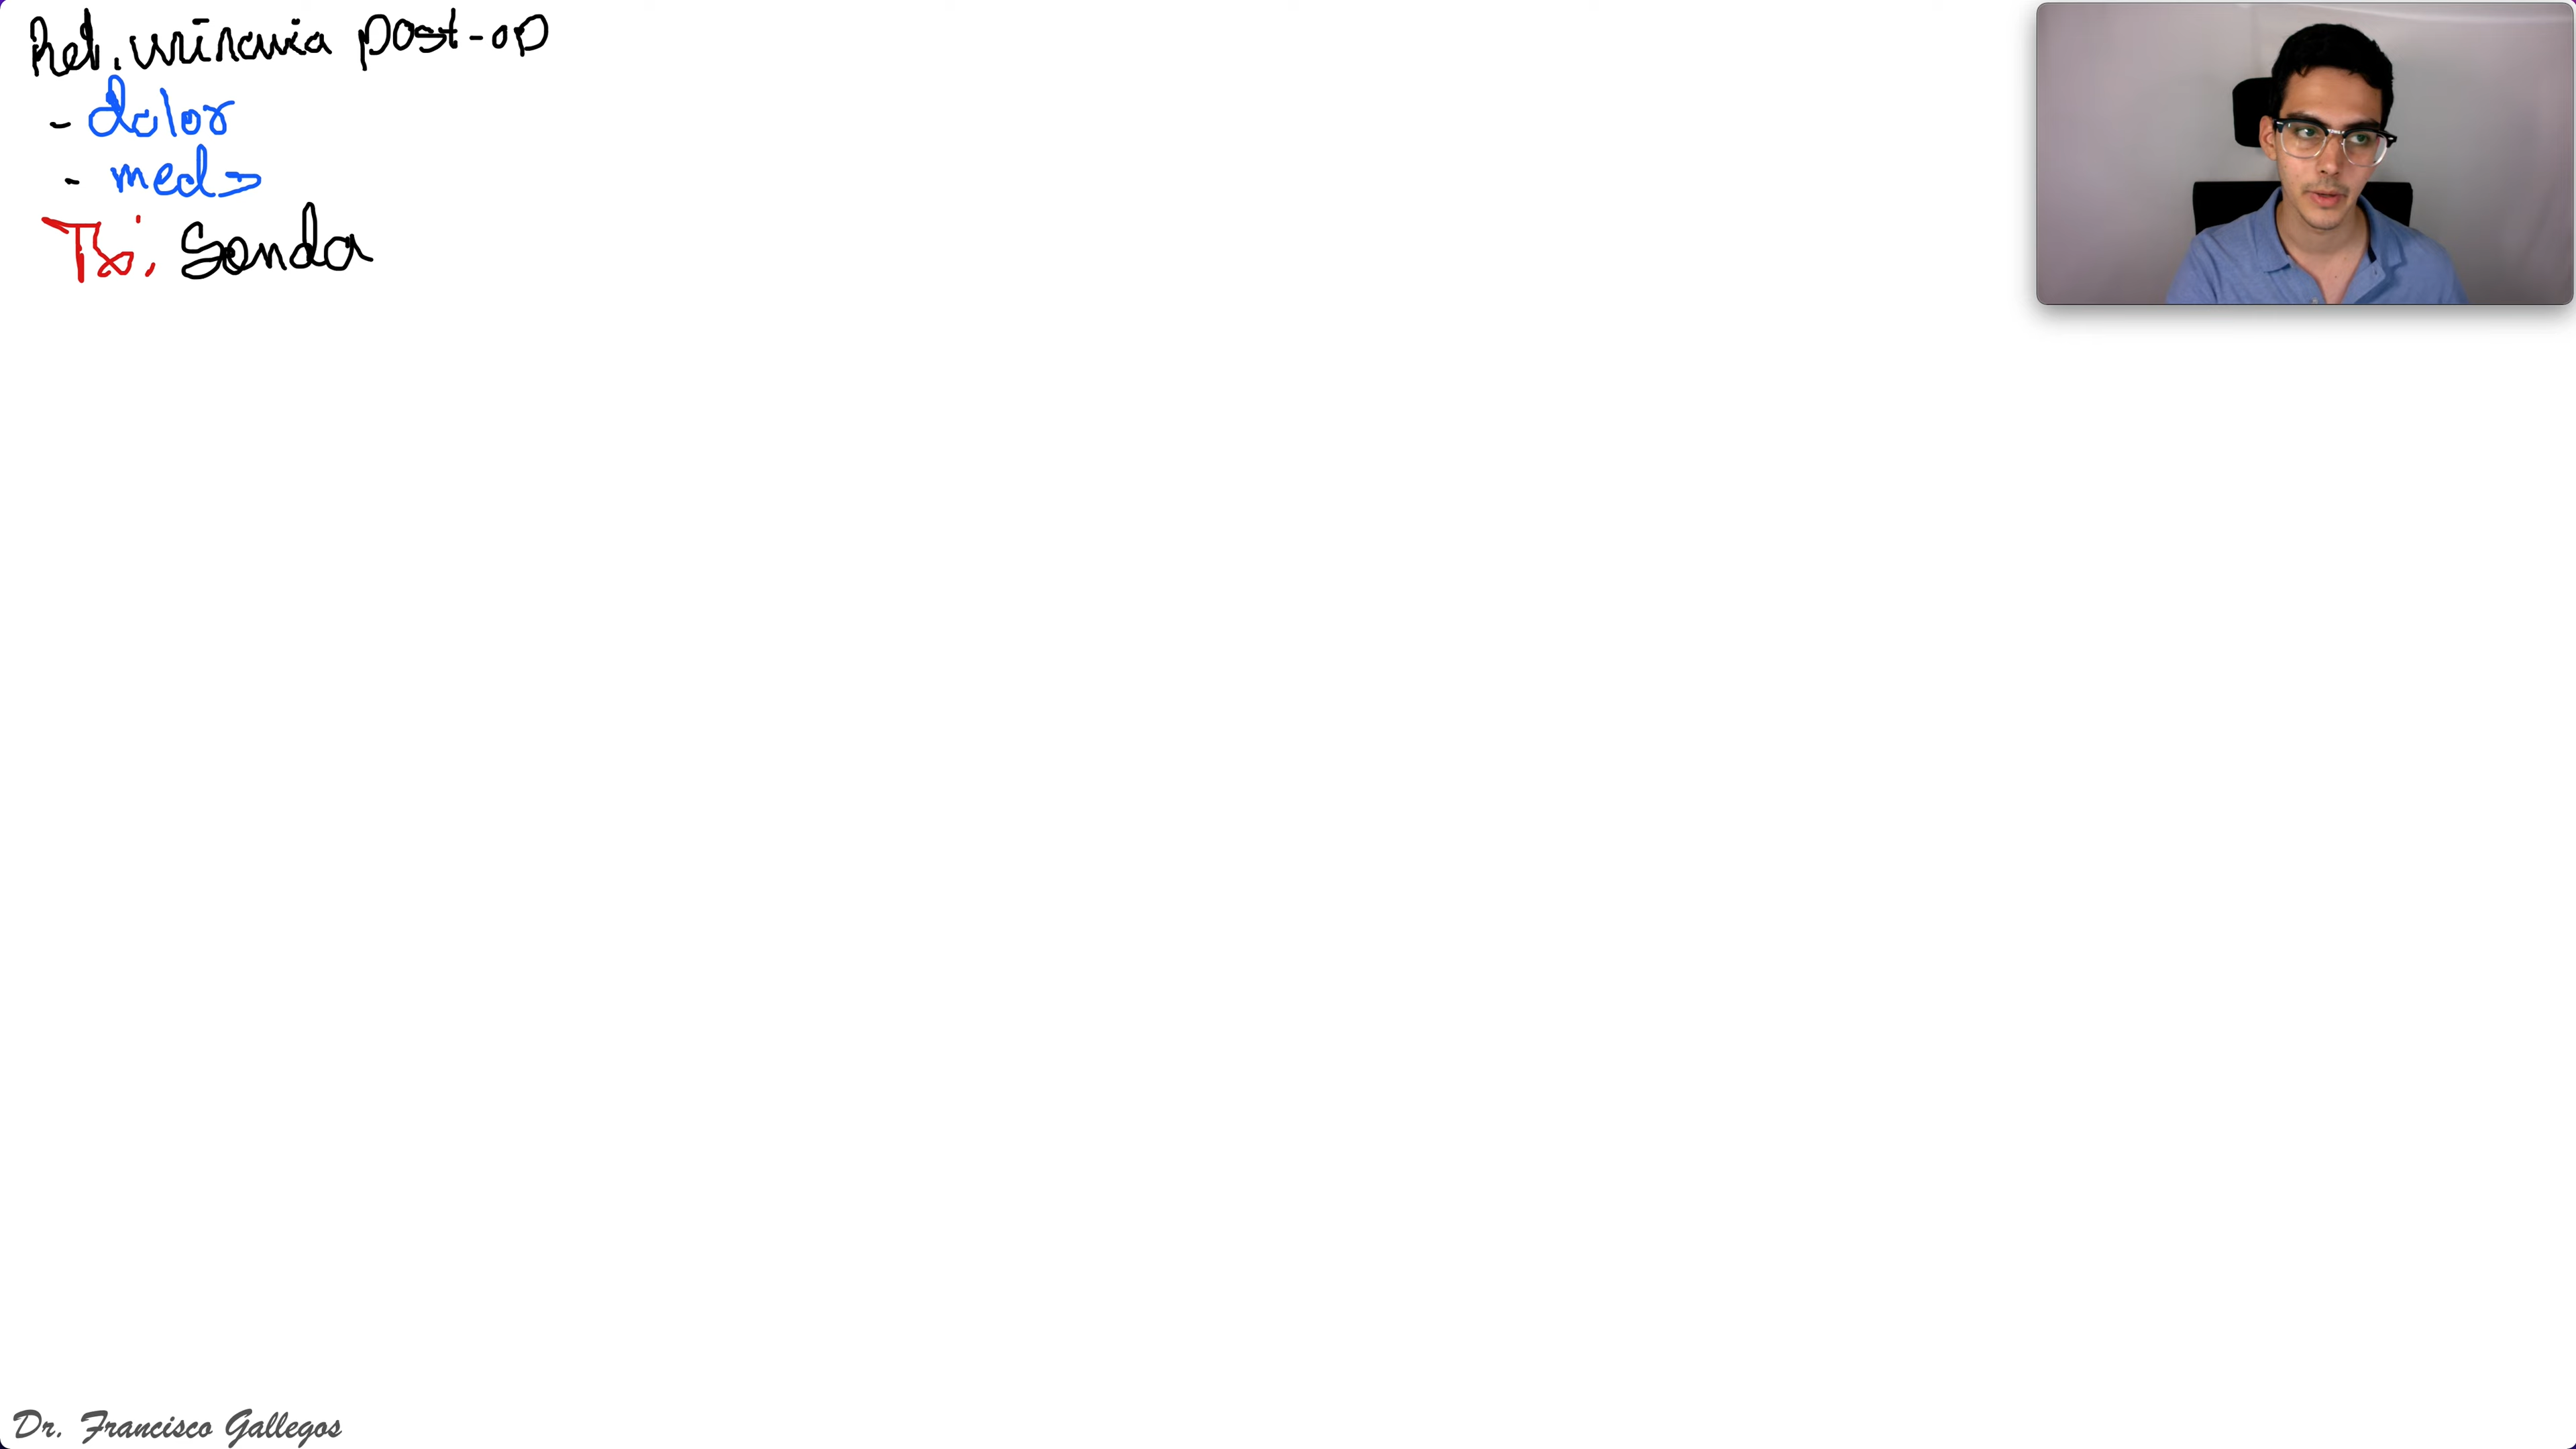 Ret. urinaria post-op
- dolor
- meds
Tx: Sonda
Dr. Francisco Gallegos